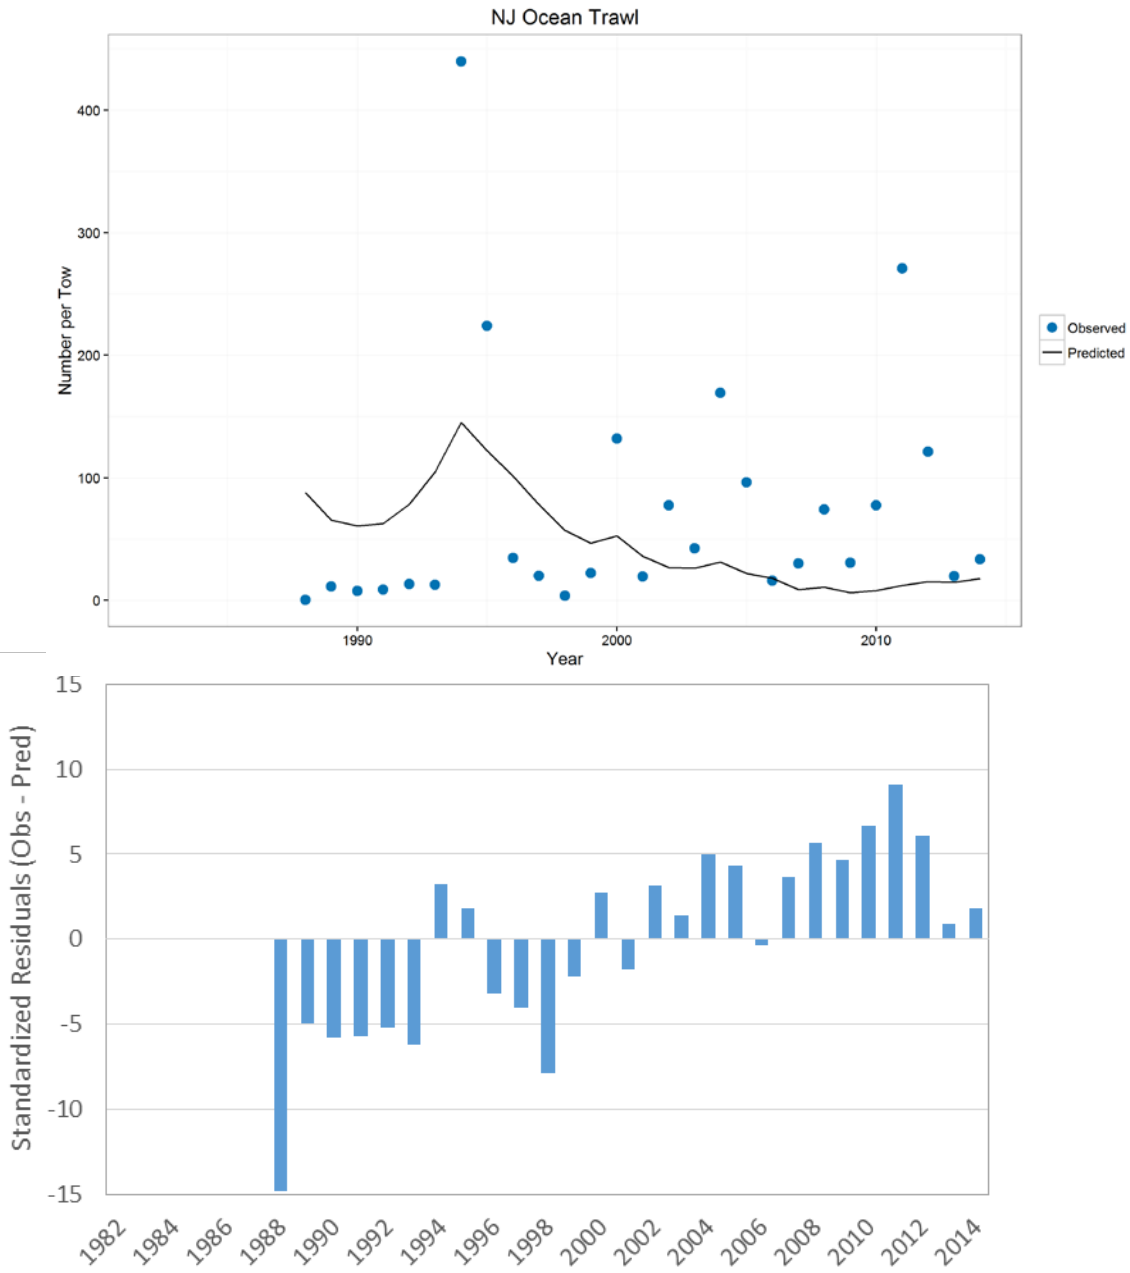 NJ Ocean Trawl
400
300
200
100
0
Number per Tow
1990 2000 2010
Year
Observed
Predicted
15
10
5
0
-5
-10
-15
Standardized Residuals (Obs - Pred)
1982 1984 1986 1988 1990 1992 1994 1996 1998 2000 2002 2004 2006 2008 2010 2012 2014